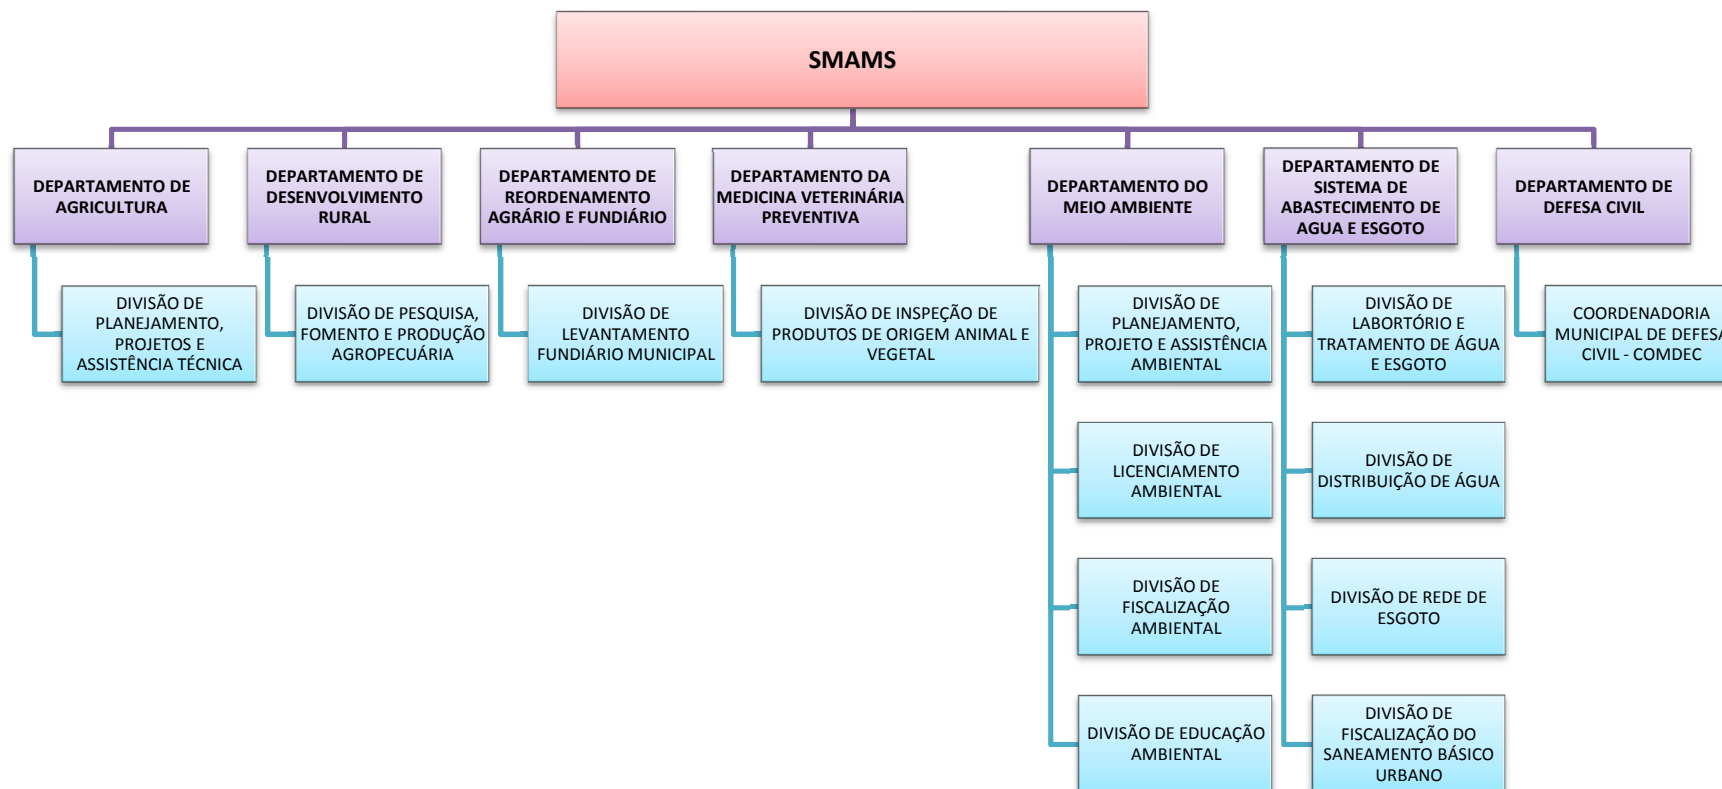 SMAMS
DEPARTAMENTO DE
AGRICULTURA
DEPARTAMENTO DE
DESENVOLVIMENTO
RURAL
DEPARTAMENTO DE
REORDENAMENTO
AGRÁRIO E FUNDIÁRIO
DEPARTAMENTO DA
MEDICINA VETERINÁRIA
PREVENTIVA
DEPARTAMENTO DO
MEIO AMBIENTE
DEPARTAMENTO DE
SISTEMA DE
ABASTECIMENTO DE
AGUA E ESGOTO
DEPARTAMENTO DE
DEFESA CIVIL
DIVISÃO DE
PLANEJAMENTO,
PROJETOS E
ASSISTÊNCIA TÉCNICA
DIVISÃO DE PESQUISA,
FOMENTO E PRODUÇÃO
AGROPECUÁRIA
DIVISÃO DE
LEVANTAMENTO
FUNDIÁRIO MUNICIPAL
DIVISÃO DE INSPEÇÃO DE
PRODUTOS DE ORIGEM ANIMAL E
VEGETAL
DIVISÃO DE
PLANEJAMENTO,
PROJETO E ASSISTÊNCIA
AMBIENTAL
DIVISÃO DE
LABORTÓRIO E
TRATAMENTO DE ÁGUA
E ESGOTO
COORDENADORIA
MUNICIPAL DE DEFESA
CIVIL - COMDEC
DIVISÃO DE
LICENCIAMENTO
AMBIENTAL
DIVISÃO DE
DISTRIBUIÇÃO DE ÁGUA
DIVISÃO DE
FISCALIZAÇÃO
AMBIENTAL
DIVISÃO DE REDE DE
ESGOTO
DIVISÃO DE EDUCAÇÃO
AMBIENTAL
DIVISÃO DE
FISCALIZAÇÃO DO
SANEAMENTO BÁSICO
URBANO